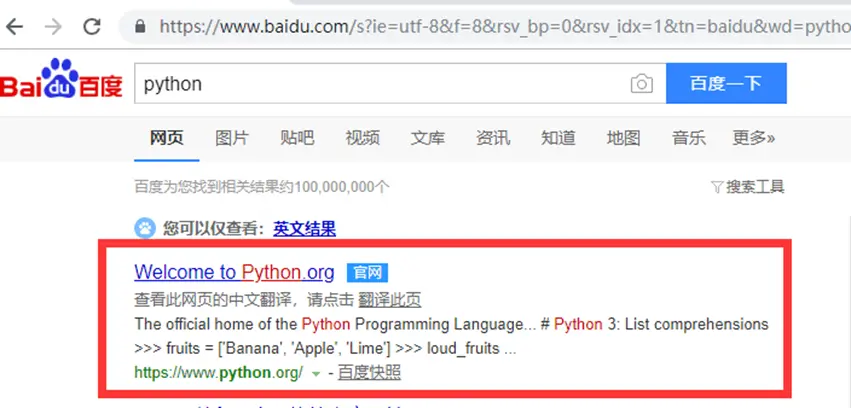 https://www.baidu.com/s?ie=utf-8&f=8&rsv_bp=0&rsv_idx=1&tn=baidu&wd=pytho
Bai du 百度
python
百度一下
网页 图片 贴吧 视频 文库 资讯 知道 地图 音乐 更多»
百度为您找到相关结果约100,000,000个
搜索工具
您可以仅查看：英文结果
Welcome to Python.org 官网
查看此网页的中文翻译，请点击 翻译此页
The official home of the Python Programming Language... # Python 3: List comprehensions
>>> fruits = ['Banana', 'Apple', 'Lime'] >>> loud_fruits ...
https://www.python.org/ - 百度快照